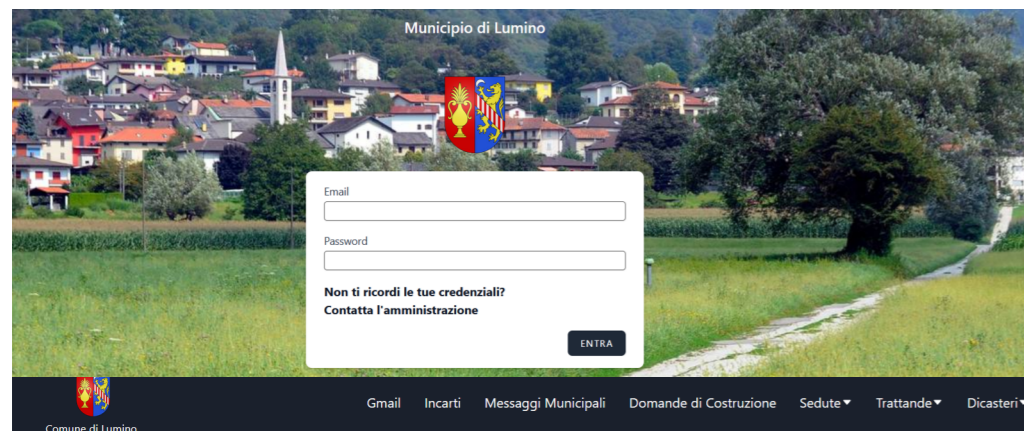 Municipio di Lumino
Email
Password
Non ti ricordi le tue credenziali?
Contatta l'amministrazione
ENTRA
Gmail Incarti Messaggi Municipali Domande di Costruzione Sedute Trattande Dicasteri
Comune di Lumino